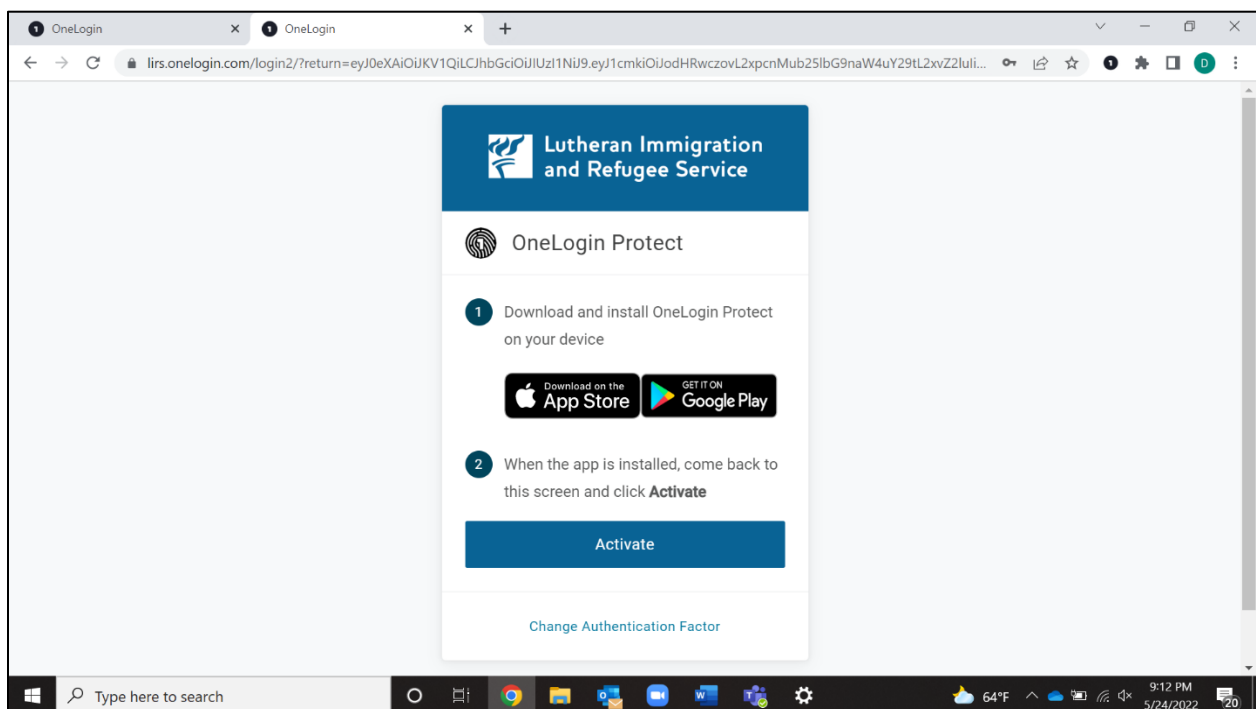 OneLogin
OneLogin
lirs.onelogin.com/login2/?return=eyJ0eXAiOiJKV1QiLCJhbGciOiJIUzI1NiJ9.eyJ1cmkiOiJodHRwczovL2xpcnMub25lbG9naW4uY29tL2xvZ2luIi...
D
Lutheran Immigration
and Refugee Service
OneLogin Protect
1 Download and install OneLogin Protect
on your device
Download on the
App Store
GET IT ON
Google Play
2 When the app is installed, come back to
this screen and click Activate
Activate
Change Authentication Factor
Type here to search
64°F
9:12 PM
5/24/2022
20